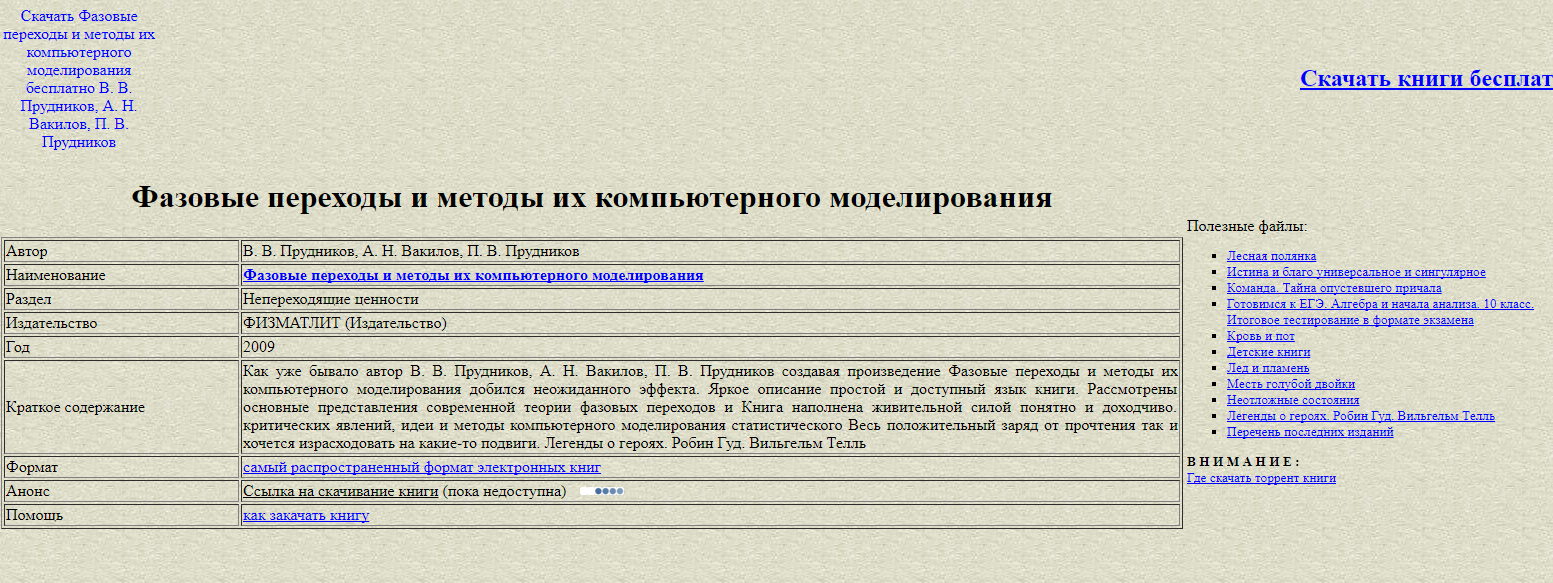 Скачать Фазовые
переходы и методы их
компьютерного
моделирования
бесплатно В. В.
Прудников, А. Н.
Вакилов, П. В.
Прудников
Скачать книги бесплат
Фазовые переходы и методы их компьютерного моделирования
Автор
В. В. Прудников, А. Н. Вакилов, П. В. Прудников
Наименование
Фазовые переходы и методы их компьютерного моделирования
Раздел
Непереходящие ценности
Издательство
ФИЗМАТЛИТ (Издательство)
Год
2009
Краткое содержание
Как уже бывало автор В. В. Прудников, А. Н. Вакилов, П. В. Прудников создавая произведение Фазовые переходы и методы их
компьютерного моделирования добился неожиданного эффекта. Яркое описание простой и доступный язык книги. Рассмотрены
основные представления современной теории фазовых переходов и Книга наполнена живительной силой понятно и доходчиво.
критических явлений, идеи и методы компьютерного моделирования статистического Весь положительный заряд от прочтения так и
хочется израсходовать на какие-то подвиги. Легенды о героях. Робин Гуд. Вильгельм Телль
Формат
самый распространенный формат электронных книг
Анонс
Ссылка на скачивание книги (пока недоступна)
Помощь
как закачать книгу
Полезные файлы:
Лесная полянка
Истина и благо универсальное и сингулярное
Команда. Тайна опустевшего причала
Готовимся к ЕГЭ. Алгебра и начала анализа. 10 класс.
Итоговое тестирование в формате экзамена
Кровь и пот
Детские книги
Лед и пламень
Месть голубой двойки
Неотложные состояния
Легенды о героях. Робин Гуд. Вильгельм Телль
Перечень последних изданий
В Н И М А Н И Е :
Где скачать торрент книги